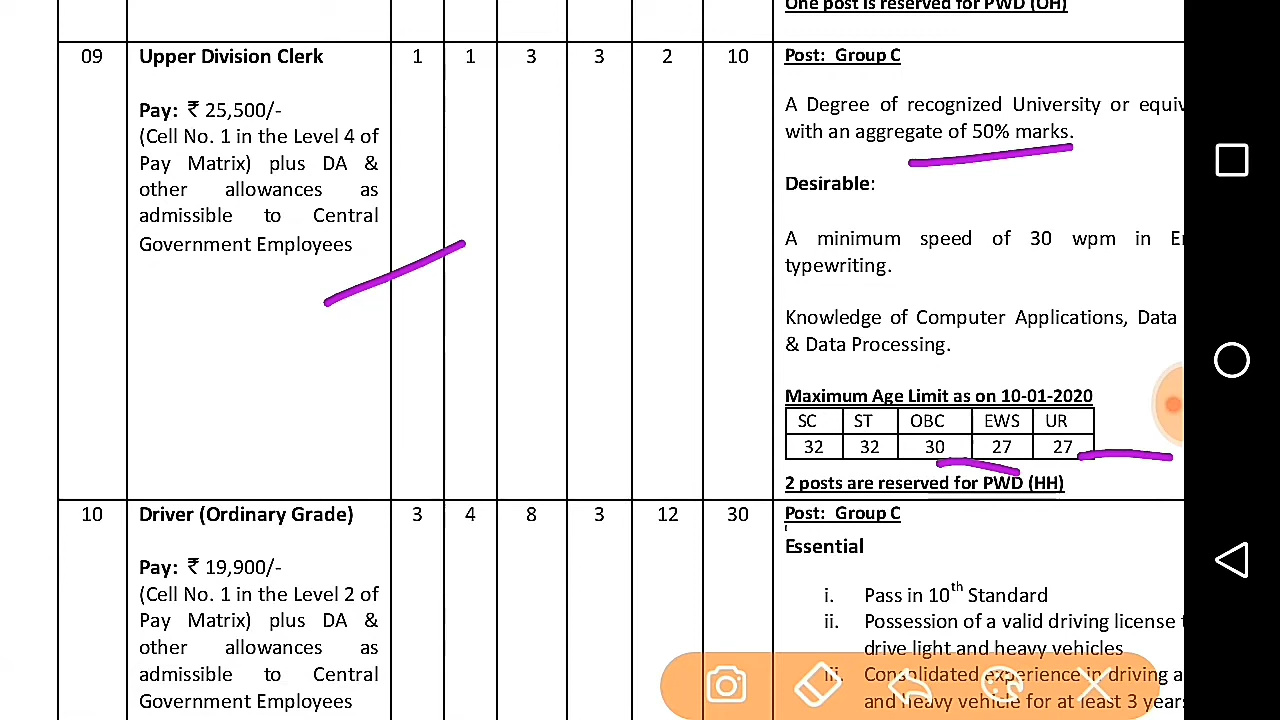 One post is reserved for PWD (OH)
09 Upper Division Clerk 1 1 3 3 2 10 Post: Group C
Pay: ₹ 25,500/-
(Cell No. 1 in the Level 4 of
Pay Matrix) plus DA &
other allowances as
admissible to Central
Government Employees
A Degree of recognized University or equiv
with an aggregate of 50% marks.
Desirable:
A minimum speed of 30 wpm in En
typewriting.
Knowledge of Computer Applications, Data
& Data Processing.
Maximum Age Limit as on 10-01-2020
SC ST OBC EWS UR
32 32 30 27 27
2 posts are reserved for PWD (HH)
10 Driver (Ordinary Grade) 3 4 8 3 12 30 Post: Group C
Pay: ₹ 19,900/-
(Cell No. 1 in the Level 2 of
Pay Matrix) plus DA &
other allowances as
admissible to Central
Government Employees
Essential
i. Pass in 10th Standard
ii. Possession of a valid driving license t
drive light and heavy vehicles
iii. Consolidated experience in driving a
and heavy vehicle for at least 3 years